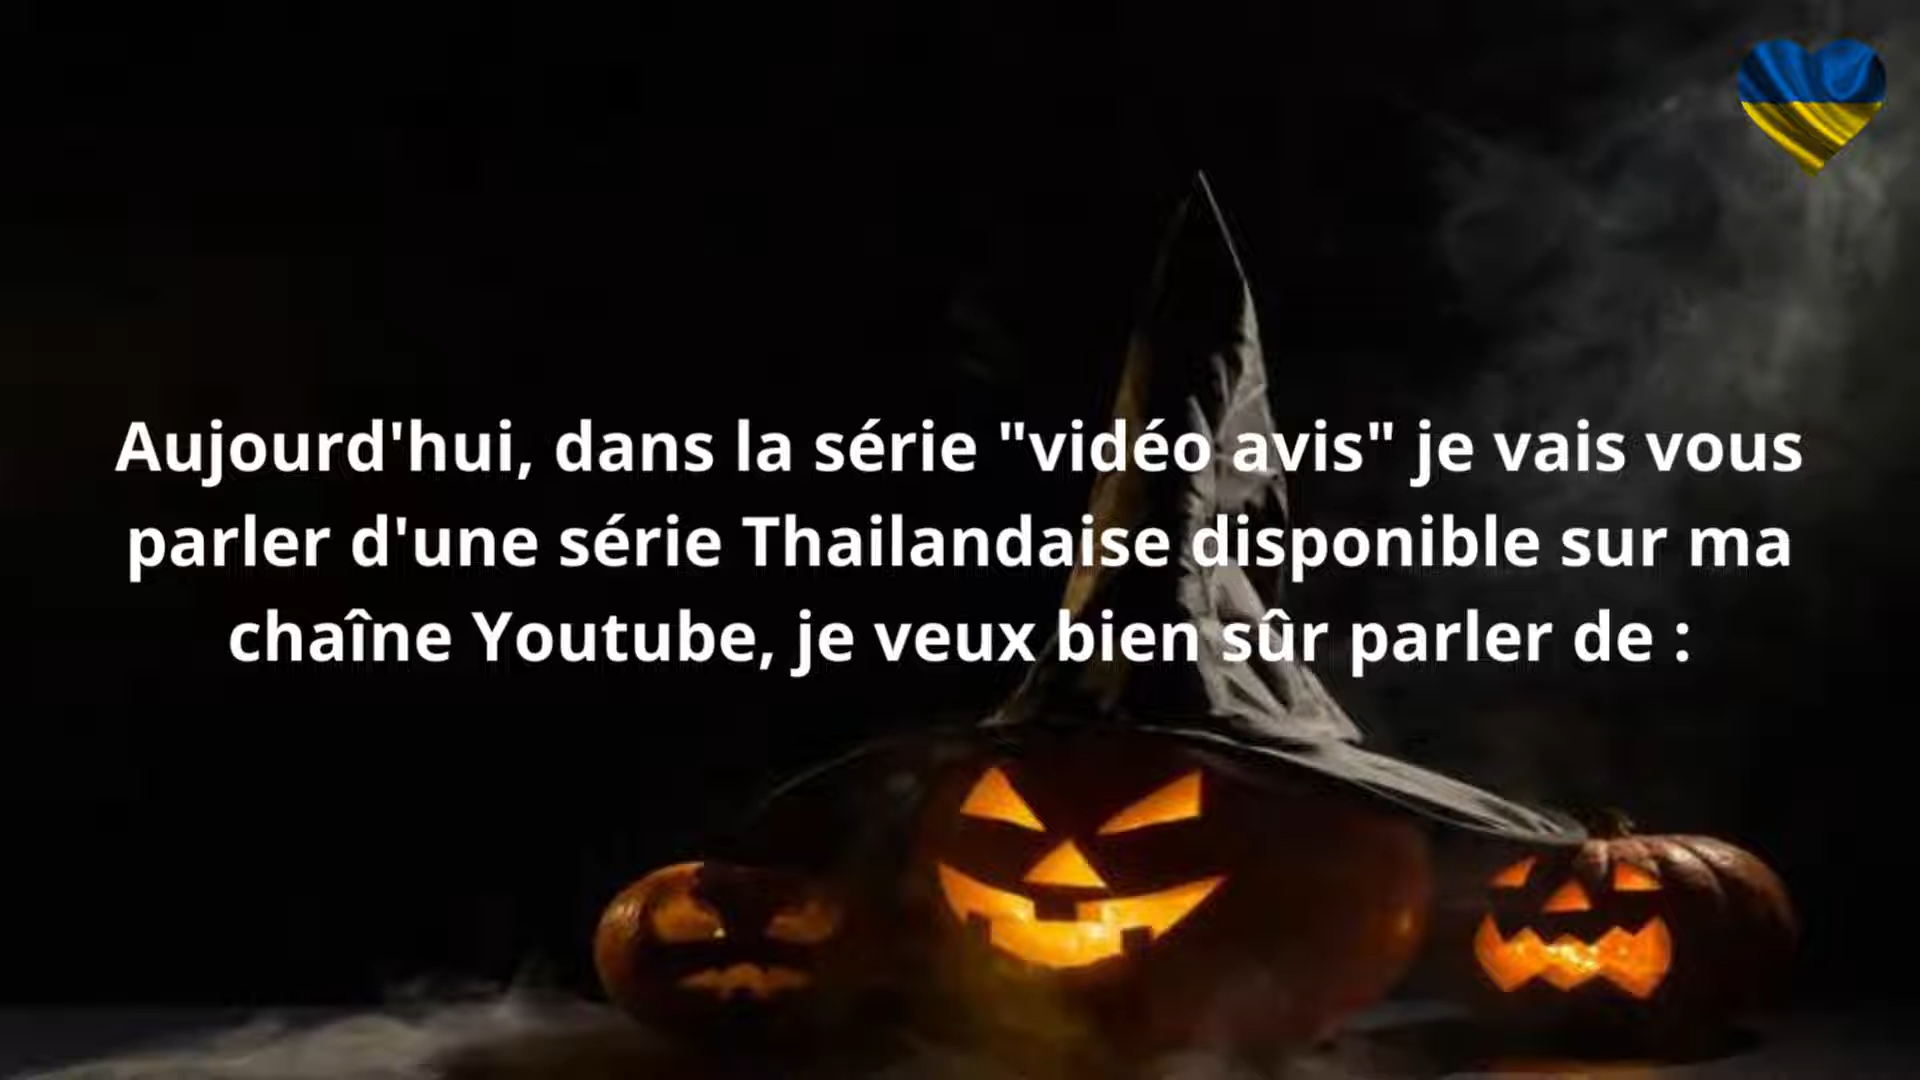 Aujourd'hui, dans la série "vidéo avis" je vais vous
parler d'une série Thailandaise disponible sur ma
chaîne Youtube, je veux bien sûr parler de :